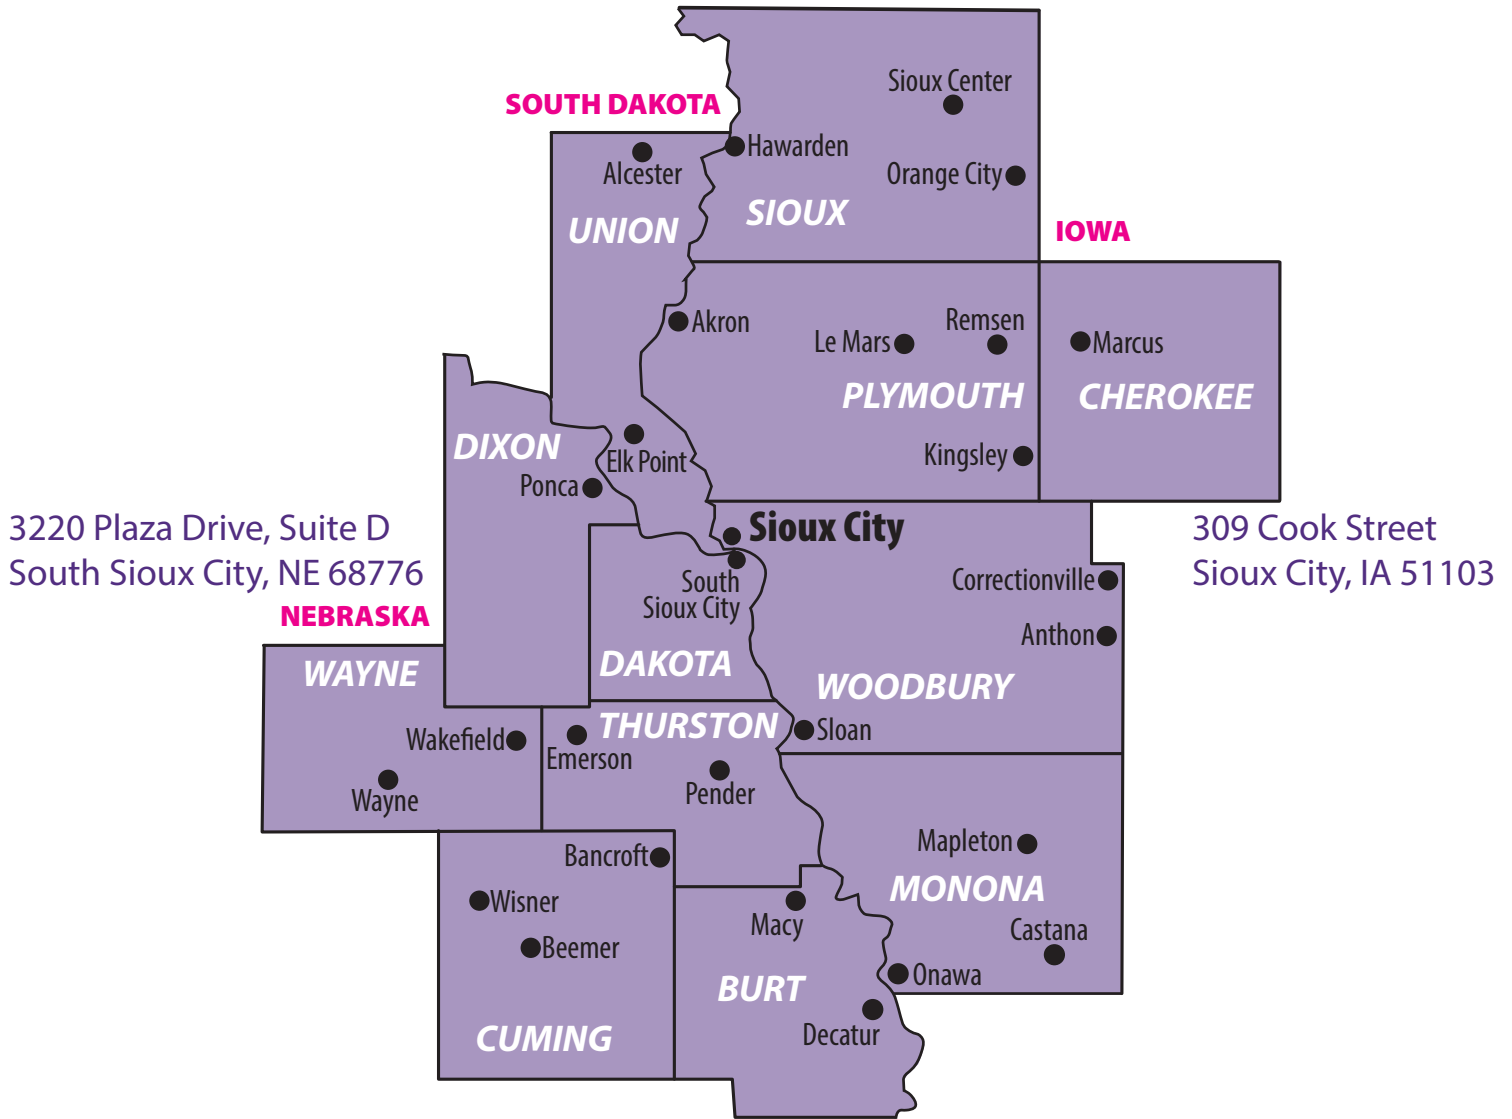 Sioux Center
SOUTH DAKOTA
Hawarden
Alcester
Orange City
SIOUX
UNION
IOWA
Akron
Remsen
Le Mars
Marcus
PLYMOUTH
CHEROKEE
DIXON
Elk Point
Kingsley
Ponca
3220 Plaza Drive, Suite D
South Sioux City, NE 68776
Sioux City
309 Cook Street
Sioux City, IA 51103
South
Sioux City
Correctionville
NEBRASKA
Anthon
WAYNE
DAKOTA
WOODBURY
THURSTON
Sloan
Wakefield
Emerson
Wayne
Pender
Mapleton
Bancroft
MONONA
Wisner
Macy
Castana
Beemer
Onawa
BURT
Decatur
CUMING